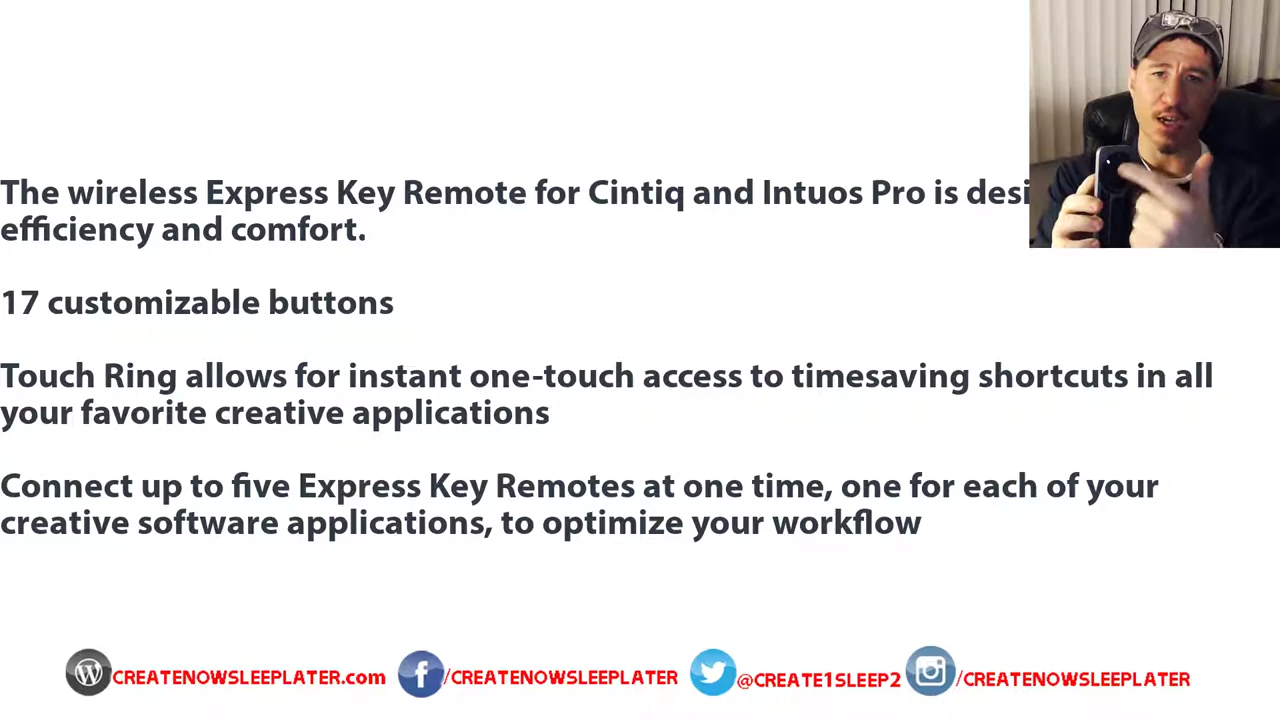 The wireless Express Key Remote for Cintiq and Intuos Pro is
efficiency and comfort.
17 customizable buttons
Touch Ring allows for instant one-touch access to timesaving shortcuts in all
your favorite creative applications
Connect up to five Express Key Remotes at one time, one for each of your
creative software applications, to optimize your workflow
CREATENOWSLEEPLATER.com
/CREATENOWSLEEPLATER
@CREATE1SLEEP2
/CREATENOWSLEEPLATER